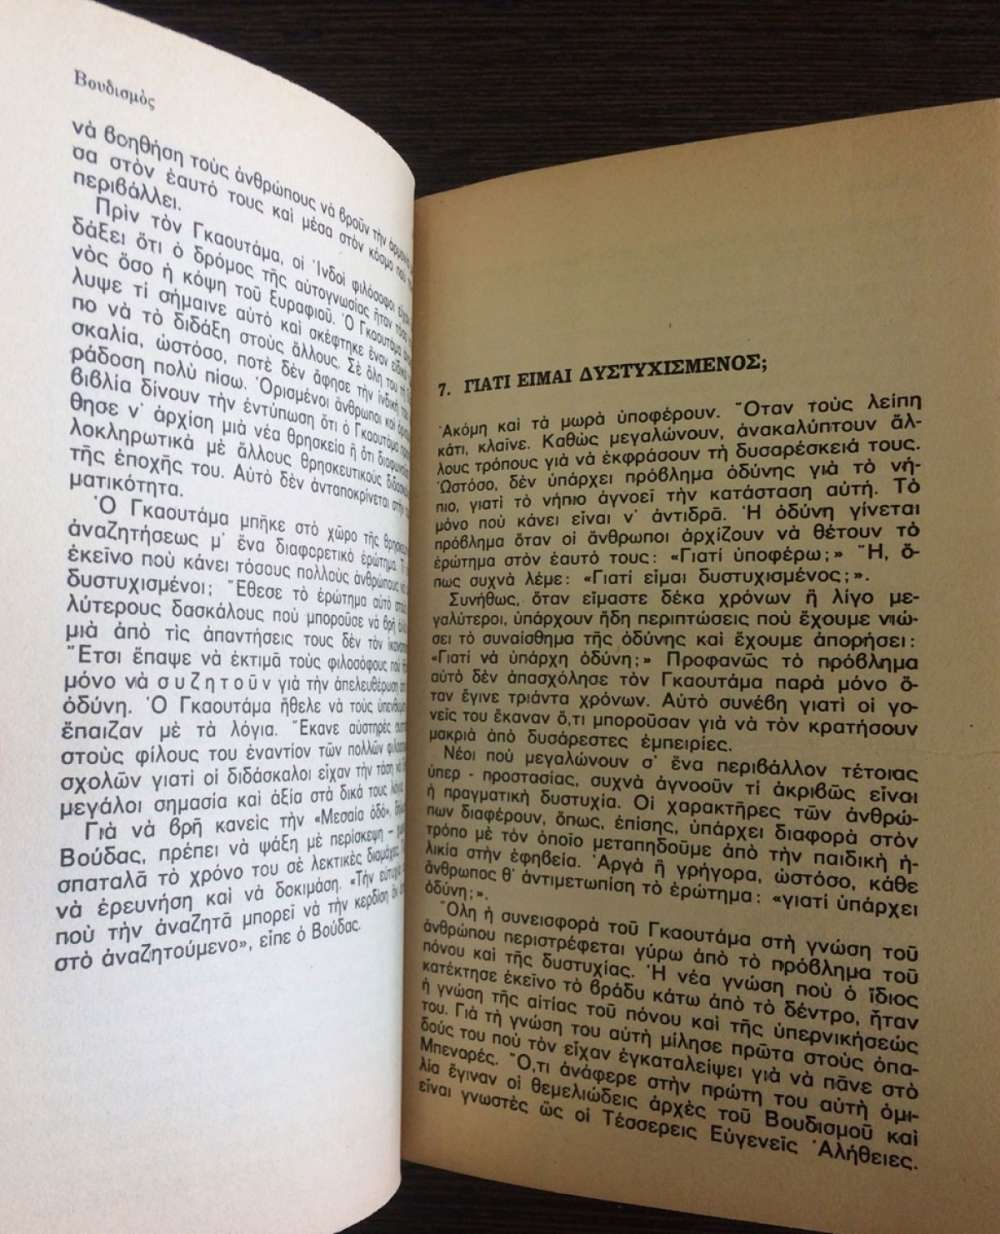 Βουδισμὸς
νὰ βοηθήση τοὺς ἀνθρώπους νὰ βροῦν τὴν
σα στὸν ἑαυτό τους καὶ μέσα στὸν κόσμο ποὺ
περιβάλλει.
Πρὶν τὸν Γκαουτάμα, οἱ Ἰνδοὶ φιλόσοφοι
δάξει ὅτι ὁ δρόμος τῆς αὐτογνωσίας ἦταν
νὸς ὅσο ἡ κόψη τοῦ ξυραφιοῦ. Ὁ Γκαουτάμα
λυψε τί σήμαινε αὐτὸ καὶ σκέφτηκε ἕναν
πο νὰ τὸ διδάξη στοὺς ἄλλους. Σὲ ὅλη του
σκαλία, ὡστόσο, ποτὲ δὲν ἄφησε τὴν ἰνδικὴ
ράδοση πολὺ πίσω. Ὁρισμένοι ἄνθρωποι καὶ
βιβλία δίνουν τὴν ἐντύπωση ὅτι ὁ Γκαουτάμα
θησε ν' ἀρχίση μιὰ νέα θρησκεία ἢ ὅτι
λοκληρωτικὰ μὲ ἄλλους θρησκευτικοὺς
τῆς ἐποχῆς του. Αὐτὸ δὲν ἀνταποκρίνεται στὴν
ματικότητα.
Ὁ Γκαουτάμα μπῆκε στὸ χῶρο τῆς
ἀναζητήσεως μ' ἕνα διαφορετικὸ ἐρώτημα.
ἐκεῖνο ποὺ κάνει τόσους πολλοὺς ἀνθρώπους
δυστυχισμένοι; Ἔθεσε τὸ ἐρώτημα αὐτὸ
λύτερους δασκάλους ποὺ μποροῦσε νὰ βρῆ
μιὰ ἀπὸ τὶς ἀπαντήσεις τους δὲν τὸν
Ἔτσι ἔπαψε νὰ ἐκτιμᾶ τοὺς φιλοσόφους ποὺ
μόνο νὰ συζητοῦν γιὰ τὴν ἀπελευθέρωση
ὀδύνη. Ὁ Γκαουτάμα ἤθελε νὰ τοὺς
ἔπαιζαν μὲ τὰ λόγια. Ἔκανε αὐστηρὲς
στοὺς φίλους του ἐναντίον τῶν πολλῶν
σχολῶν γιατὶ οἱ διδάσκαλοι εἶχαν τὴν τάση νὰ
μεγάλοι σημασία καὶ ἀξία στὰ δικά τους λόγια
Γιὰ νὰ βρῆ κανεὶς τὴν «Μεσαία ὁδό»,
Βούδας, πρέπει νὰ ψάξη μὲ περίσκεψη –
σπαταλᾶ τὸ χρόνο του σὲ λεκτικὲς διαμάχες,
νὰ ἐρευνήση καὶ νὰ δοκιμάση. «Τὴν
ποὺ τὴν ἀναζητᾶ μπορεῖ νὰ τὴν κερδίση ἂν
στὸ ἀναζητούμενο», εἶπε ὁ Βούδας.
7. ΓΙΑΤΙ ΕΙΜΑΙ ΔΥΣΤΥΧΙΣΜΕΝΟΣ;
Ἀκόμη καὶ τὰ μωρὰ ὑποφέρουν. Ὅταν τοὺς λείπη
κάτι, κλαῖνε. Καθὼς μεγαλώνουν, ἀνακαλύπτουν ἄλ-
λους τρόπους γιὰ νὰ ἐκφράσουν τὴ δυσαρέσκειά τους.
Ὡστόσο, δὲν ὑπάρχει πρόβλημα ὀδύνης γιὰ τὸ νή-
πιο, γιατὶ τὸ νήπιο ἀγνοεῖ τὴν κατάσταση αὐτή. Τὸ
μόνο ποὺ κάνει εἶναι ν' ἀντιδρᾶ. Ἡ ὀδύνη γίνεται
πρόβλημα ὅταν οἱ ἄνθρωποι ἀρχίζουν νὰ θέτουν τὸ
ἐρώτημα στὸν ἑαυτό τους: «Γιατί ὑποφέρω;» Ἤ, ὅ-
πως συχνὰ λέμε: «Γιατί εἶμαι δυστυχισμένος;».
Συνήθως, ὅταν εἴμαστε δέκα χρόνων ἢ λίγο με-
γαλύτεροι, ὑπάρχουν ἤδη περιπτώσεις ποὺ ἔχουμε νιώ-
σει τὸ συναίσθημα τῆς ὀδύνης καὶ ἔχουμε ἀπορήσει:
«Γιατί νὰ ὑπάρχη ὀδύνη;» Προφανῶς τὸ πρόβλημα
αὐτὸ δὲν ἀπασχόλησε τὸν Γκαουτάμα παρὰ μόνο ὅ-
ταν ἔγινε τριάντα χρόνων. Αὐτὸ συνέβη γιατὶ οἱ γο-
νεῖς του ἔκαναν ὅ,τι μποροῦσαν γιὰ νὰ τὸν κρατήσουν
μακριὰ ἀπὸ δυσάρεστες ἐμπειρίες.
Νέοι ποὺ μεγαλώνουν σ' ἕνα περιβάλλον τέτοιας
ὑπερ - προστασίας, συχνὰ ἀγνοοῦν τί ἀκριβῶς εἶναι
ἡ πραγματικὴ δυστυχία. Οἱ χαρακτῆρες τῶν ἀνθρώ-
πων διαφέρουν, ὅπως, ἐπίσης, ὑπάρχει διαφορὰ στὸν
τρόπο μὲ τὸν ὁποῖο μεταπηδοῦμε ἀπὸ τὴν παιδικὴ ἡ-
λικία στὴν ἐφηβεία. Ἀργὰ ἢ γρήγορα, ὡστόσο, κάθε
ἄνθρωπος θ' ἀντιμετωπίση τὸ ἐρώτημα: «γιατί ὑπάρχει
ὀδύνη;».
Ὅλη ἡ συνεισφορὰ τοῦ Γκαουτάμα στὴ γνώση τοῦ
ἀνθρώπου περιστρέφεται γύρω ἀπὸ τὸ πρόβλημα τοῦ
πόνου καὶ τῆς δυστυχίας. Ἡ νέα γνώση ποὺ ὁ ἴδιος
κατέκτησε ἐκεῖνο τὸ βράδυ κάτω ἀπὸ τὸ δέντρο, ἦταν
ἡ γνώση τῆς αἰτίας τοῦ πόνου καὶ τῆς ὑπερνικήσεώς
του. Γιὰ τὴ γνώση του αὐτὴ μίλησε πρῶτα στοὺς ὀπα-
δούς του ποὺ τὸν εἶχαν ἐγκαταλείψει γιὰ νὰ πᾶνε στὸ
Μπεναρές. Ὅ,τι ἀνάφερε στὴν πρώτη του αὐτὴ ὁμι-
λία ἔγιναν οἱ θεμελιώδεις ἀρχὲς τοῦ Βουδισμοῦ καὶ
εἶναι γνωστὲς ὡς οἱ Τέσσερεις Εὐγενεῖς Ἀλήθειες.